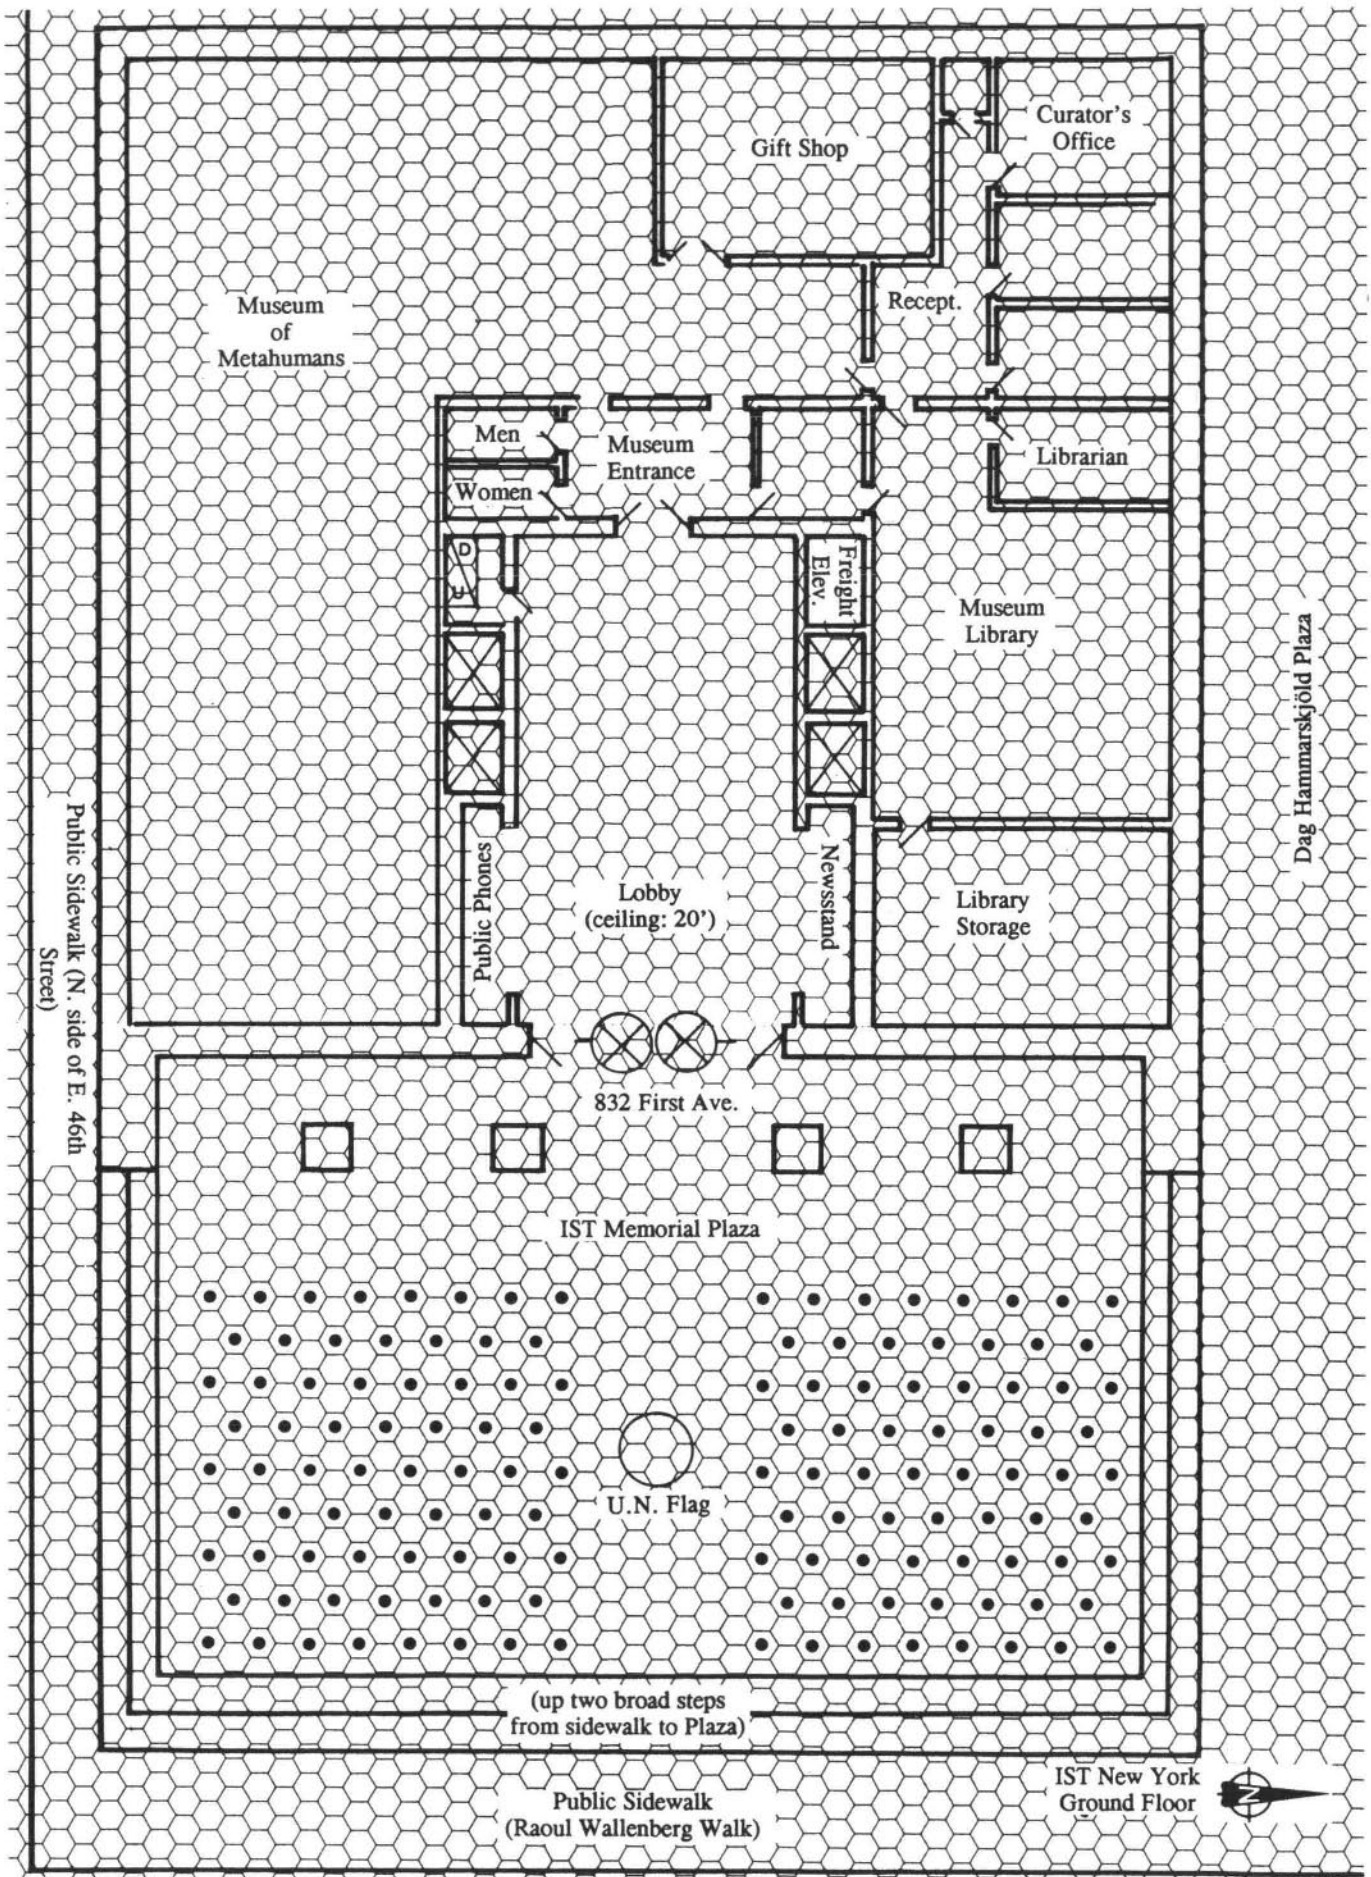 Gift Shop
Curator's
Office
Museum
of
Metahumans
Recept.
Men
Women
Museum
Entrance
Librarian
D
U
Freight
Elev.
Museum
Library
Dag Hammarskjöld Plaza
Public Sidewalk (N. side of E. 46th
Street)
Public Phones
Lobby
(ceiling: 20')
Newsstand
Library
Storage
832 First Ave.
IST Memorial Plaza
U.N. Flag
(up two broad steps
from sidewalk to Plaza)
Public Sidewalk
(Raoul Wallenberg Walk)
IST New York
Ground Floor
N